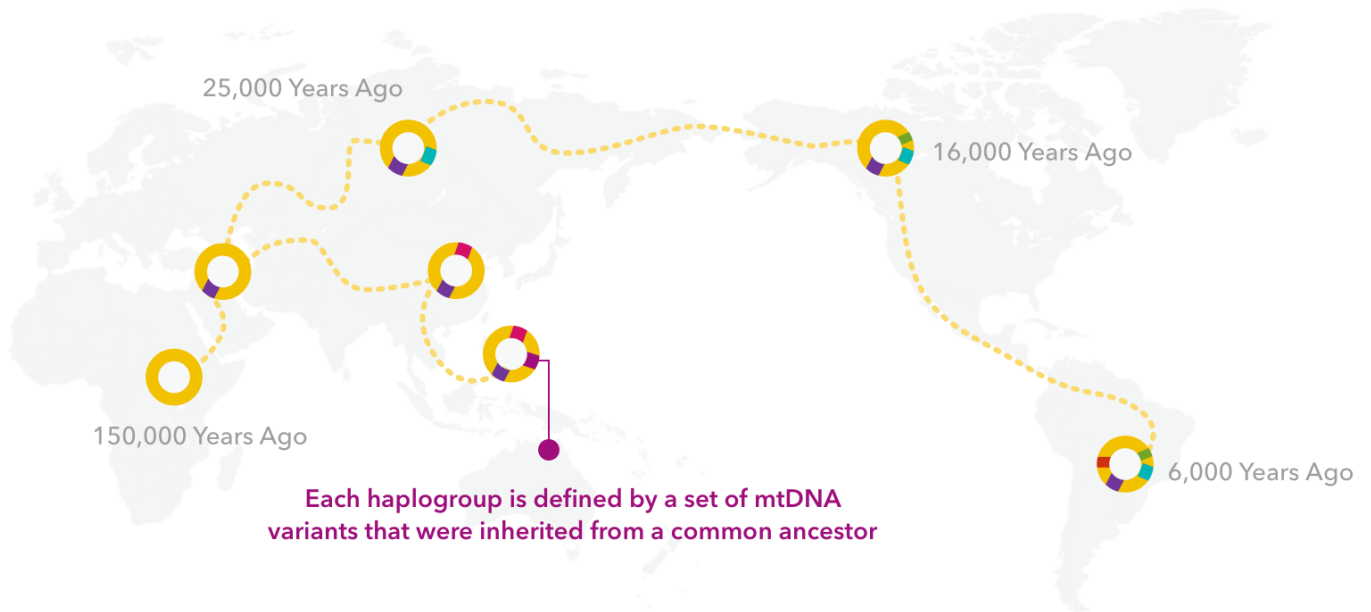 25,000 Years Ago
16,000 Years Ago
150,000 Years Ago
6,000 Years Ago
Each haplogroup is defined by a set of mtDNA
variants that were inherited from a common ancestor